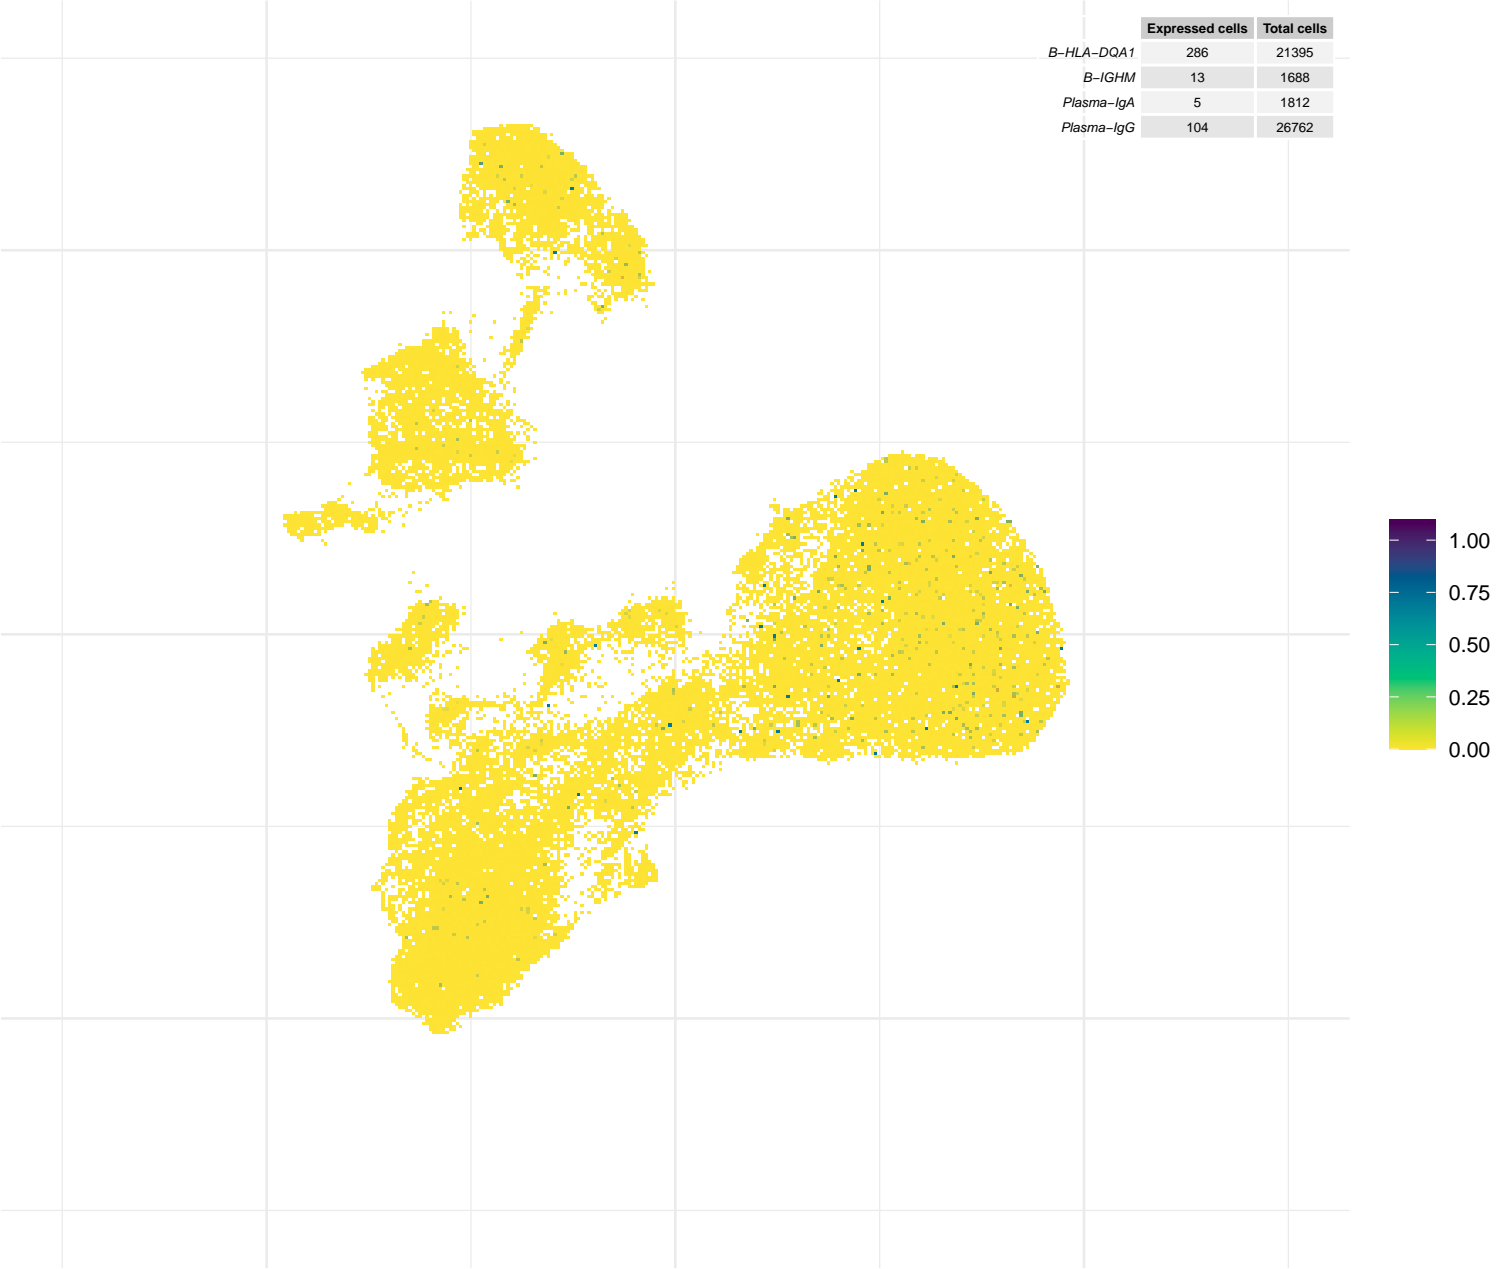 Expressed cells Total cells
B−HLA−DQA1 286 21395
B−IGHM 13 1688
Plasma−IgA 5 1812
Plasma−IgG 104 26762
1.00
0.75
0.50
0.25
0.00